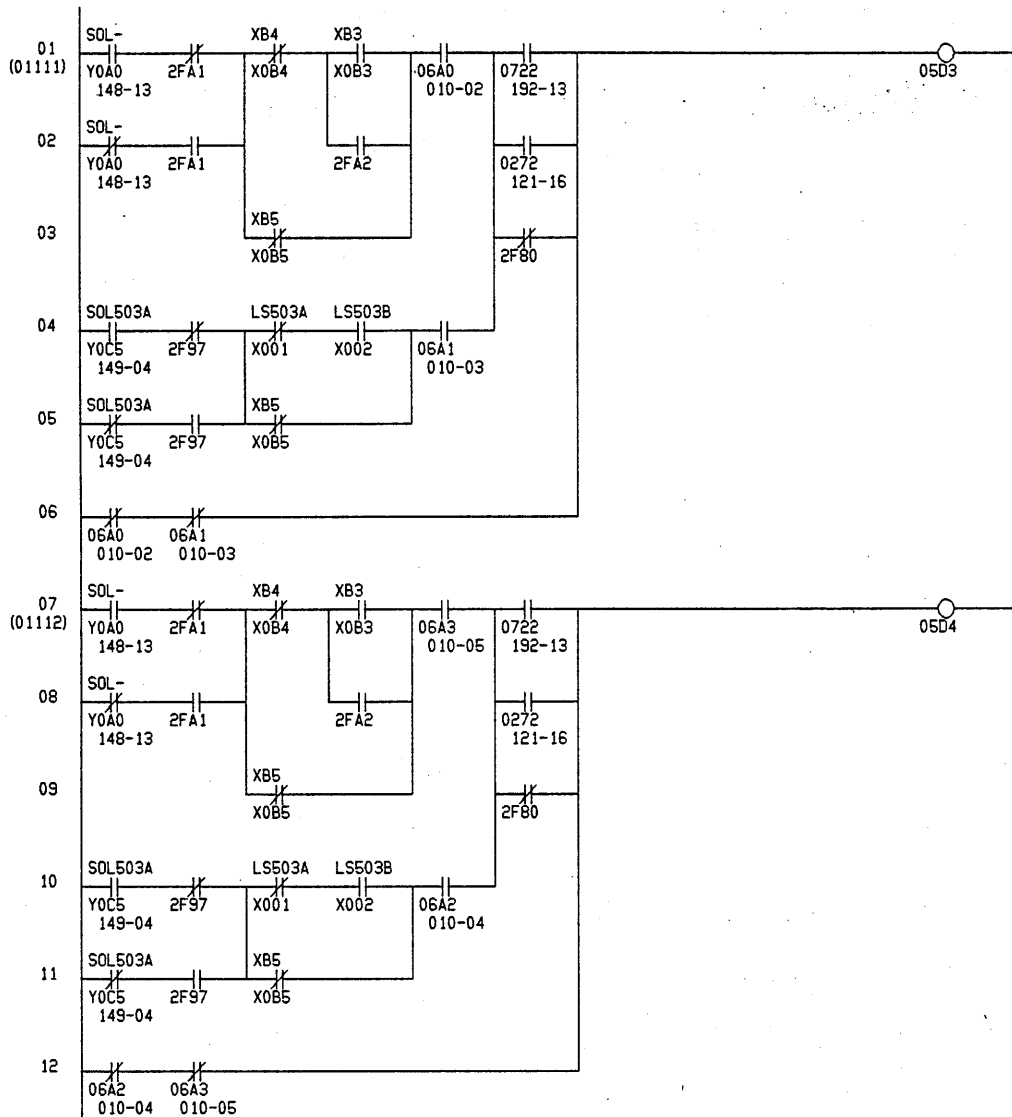 SOL- XB4 XB3
01
(01111) Y0A0 2FA1 X0B4 X0B3 06A0 0722 05D3
148-13 010-02 192-13
SOL-
02
Y0A0 2FA1 2FA2 0272
148-13 121-16
XB5
03
X0B5 2F80
SOL503A LS503A LS503B
04
Y0C5 2F97 X001 X002 06A1
149-04 010-03
SOL503A XB5
05
Y0C5 2F97 X0B5
149-04
06
06A0 06A1
010-02 010-03
SOL- XB4 XB3
07
(01112) Y0A0 2FA1 X0B4 X0B3 06A3 0722 05D4
148-13 010-05 192-13
SOL-
08
Y0A0 2FA1 2FA2 0272
148-13 121-16
XB5
09
X0B5 2F80
SOL503A LS503A LS503B
10
Y0C5 2F97 X001 X002 06A2
149-04 010-04
SOL503A XB5
11
Y0C5 2F97 X0B5
149-04
12
06A2 06A3
010-04 010-05